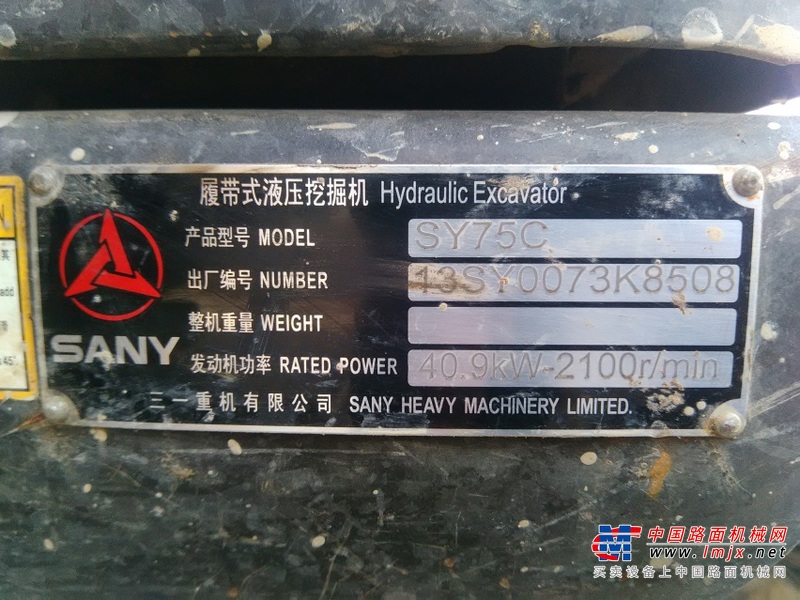 履带式液压挖掘机 Hydraulic Excavator
产品型号 MODEL SY75C
出厂编号 NUMBER 13SY0073K8508
整机重量 WEIGHT
发动机功率 RATED POWER 40.9kW-2100r/min
SANY
三一重机有限公司 SANY HEAVY MACHINERY LIMITED.
中国路面机械网
www.lmjx.net
买卖设备上中国路面机械网